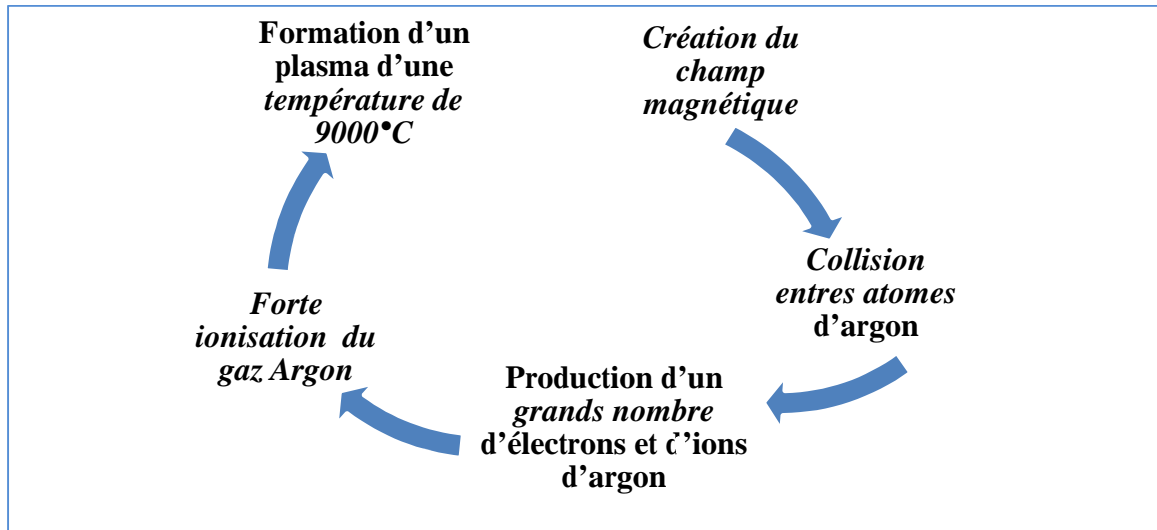 Formation d’un
plasma d’une
température de
9000°C
Création du
champ
magnétique
Collision
entres atomes
d’argon
Production d’un
grands nombre
d’électrons et d’ions
d’argon
Forte
ionisation du
gaz Argon